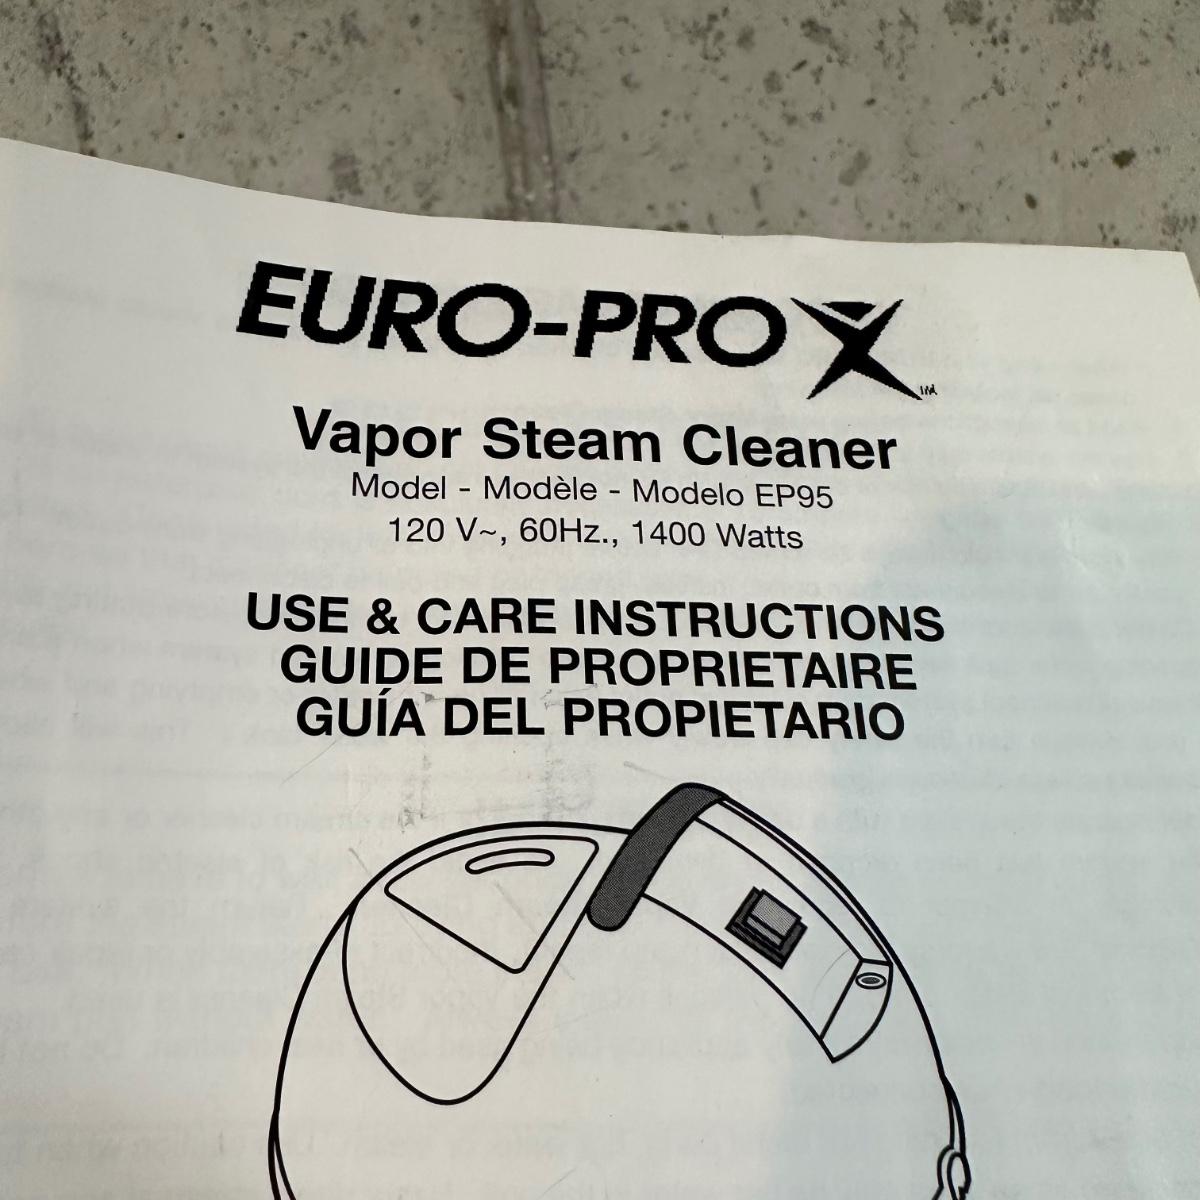 EURO-PRO X
Vapor Steam Cleaner
Model - Modèle - Modelo EP95
120 V~, 60Hz., 1400 Watts
USE & CARE INSTRUCTIONS
GUIDE DE PROPRIETAIRE
GUÍA DEL PROPIETARIO